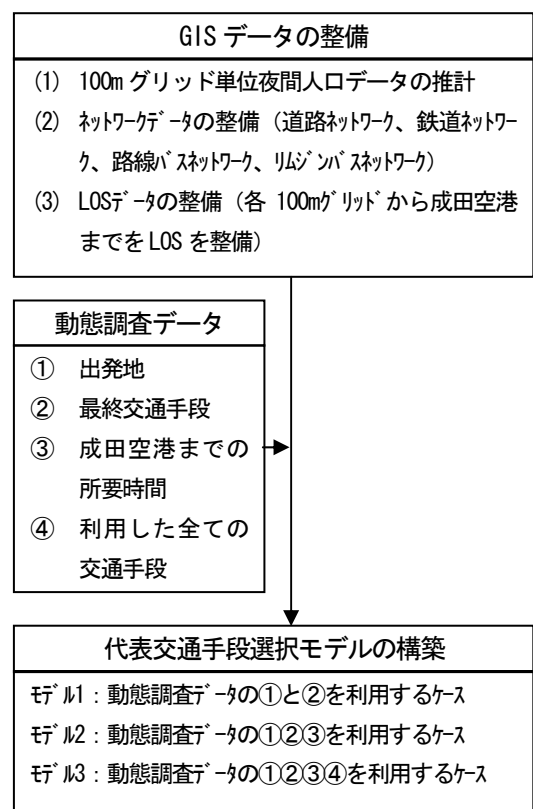 GIS データの整備
(1) 100m グリッド単位夜間人口データの推計
(2) ﾈｯﾄﾜｰｸﾃﾞｰﾀの整備（道路ﾈｯﾄﾜｰｸ、鉄道ﾈｯﾄﾜｰ
ｸ、路線ﾊﾞｽﾈｯﾄﾜｰｸ、ﾘﾑｼﾞﾝﾊﾞｽﾈｯﾄﾜｰｸ）
(3) LOSﾃﾞｰﾀの整備（各 100mｸﾞﾘｯﾄﾞから成田空港
までを LOS を整備）
動態調査データ
① 出発地
② 最終交通手段
③ 成田空港までの
所要時間
④ 利用した全ての
交通手段
代表交通手段選択モデルの構築
ﾓﾃﾞﾙ1：動態調査ﾃﾞｰﾀの①と②を利用するｹｰｽ
ﾓﾃﾞﾙ2：動態調査ﾃﾞｰﾀの①②③を利用するｹｰｽ
ﾓﾃﾞﾙ3：動態調査ﾃﾞｰﾀの①②③④を利用するｹｰｽ